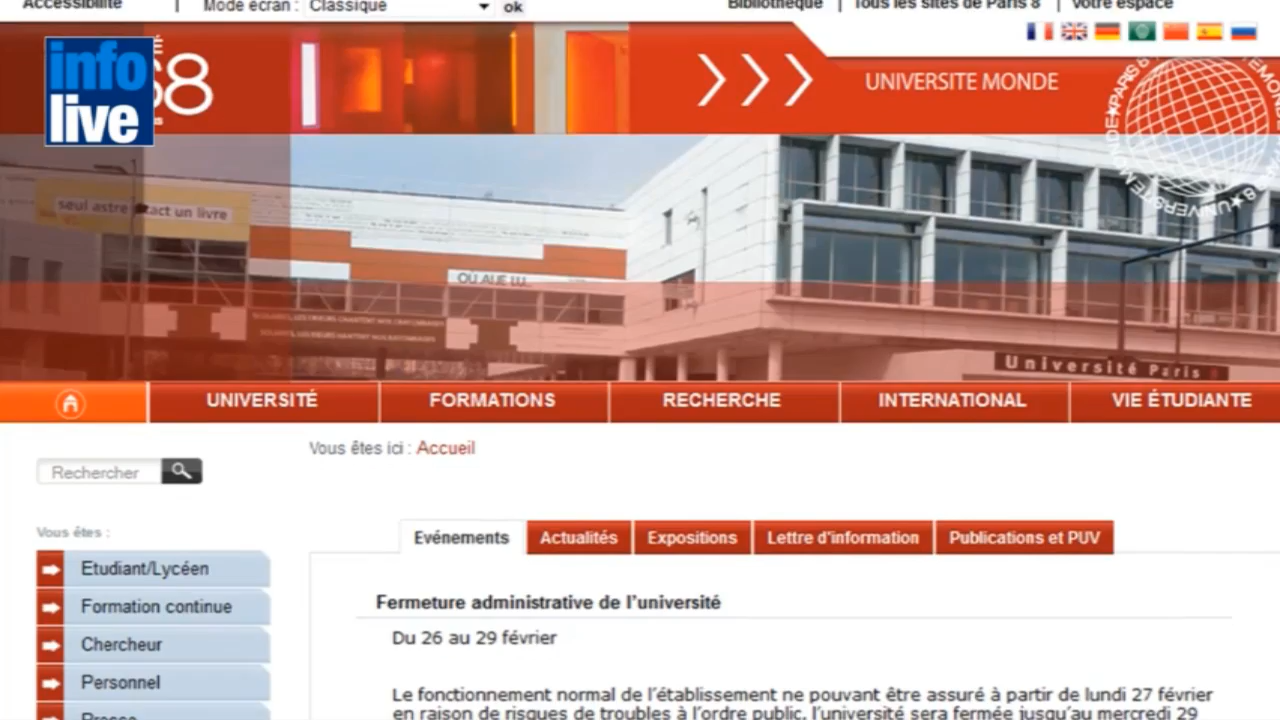 Accessibilité | Mode écran : Classique ok Bibliothèque | Tous les sites de Paris 8 | Votre espace
info
live
8
UNIVERSITE MONDE
seul astre act un livre
Université Paris 8
UNIVERSITÉ FORMATIONS RECHERCHE INTERNATIONAL VIE ÉTUDIANTE
Vous êtes ici : Accueil
Rechercher
Vous êtes :
Etudiant/Lycéen
Formation continue
Chercheur
Personnel
Presse
Evénements Actualités Expositions Lettre d'information Publications et PUV
Fermeture administrative de l'université
Du 26 au 29 février
Le fonctionnement normal de l'établissement ne pouvant être assuré à partir de lundi 27 février
en raison de risques de troubles à l'ordre public, l'université sera fermée jusqu'au mercredi 29